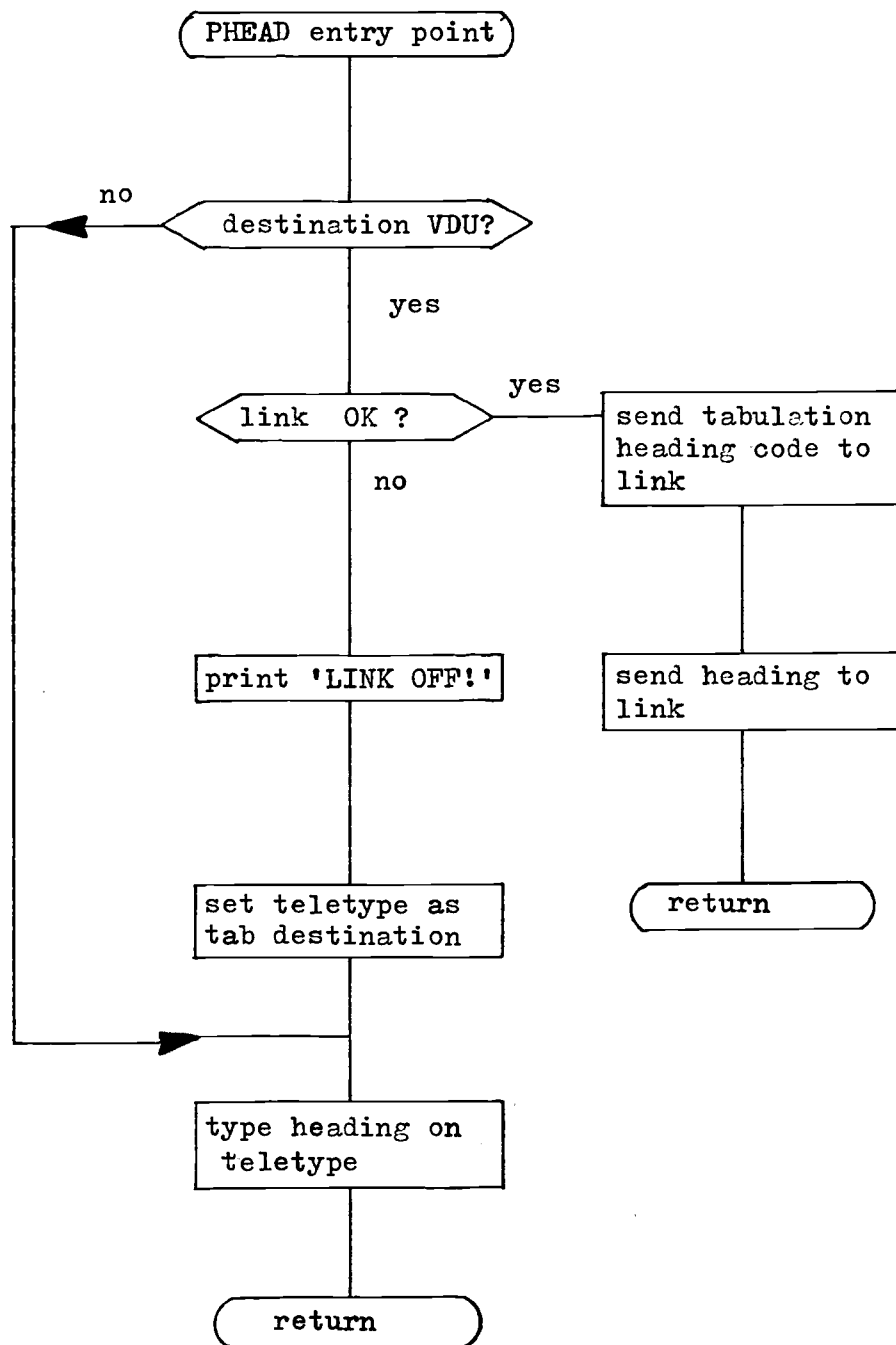 PHEAD entry point
no
destination VDU?
yes
link OK ?
yes
send tabulation
heading code to
link
no
print 'LINK OFF!'
send heading to
link
set teletype as
tab destination
return
type heading on
teletype
return